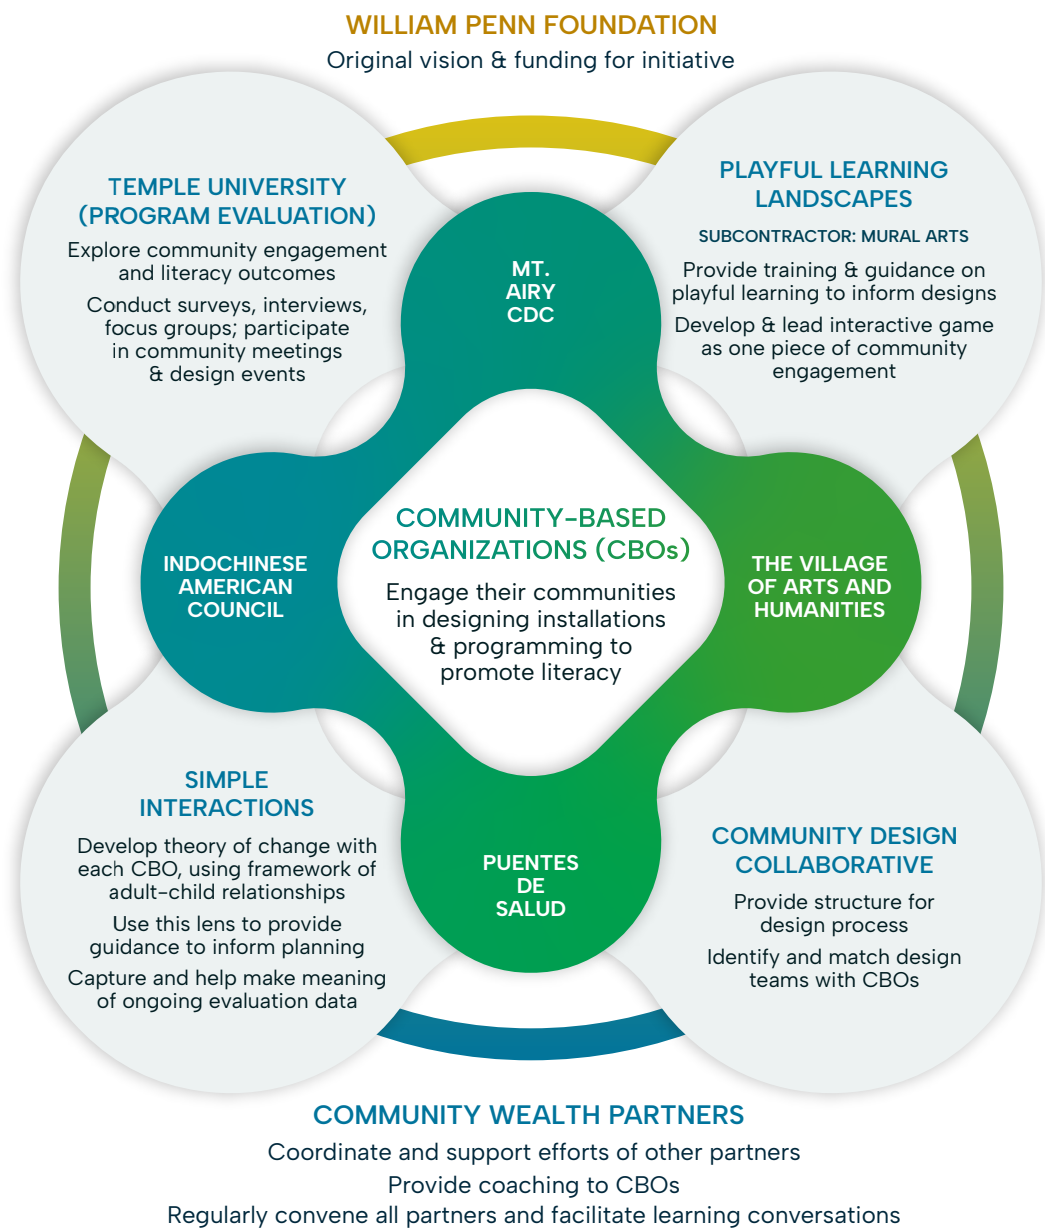 WILLIAM PENN FOUNDATION
Original vision & funding for initiative
TEMPLE UNIVERSITY
(PROGRAM EVALUATION)
Explore community engagement
and literacy outcomes
Conduct surveys, interviews,
focus groups; participate
in community meetings
& design events
PLAYFUL LEARNING
LANDSCAPES
SUBCONTRACTOR: MURAL ARTS
Provide training & guidance on
playful learning to inform designs
Develop & lead interactive game
as one piece of community
engagement
MT.
AIRY
CDC
INDOCHINESE
AMERICAN
COUNCIL
COMMUNITY-BASED
ORGANIZATIONS (CBOs)
Engage their communities
in designing installations
& programming to
promote literacy
THE VILLAGE
OF ARTS AND
HUMANITIES
PUENTES
DE
SALUD
SIMPLE
INTERACTIONS
Develop theory of change with
each CBO, using framework of
adult-child relationships
Use this lens to provide
guidance to inform planning
Capture and help make meaning
of ongoing evaluation data
COMMUNITY DESIGN
COLLABORATIVE
Provide structure for
design process
Identify and match design
teams with CBOs
COMMUNITY WEALTH PARTNERS
Coordinate and support efforts of other partners
Provide coaching to CBOs
Regularly convene all partners and facilitate learning conversations